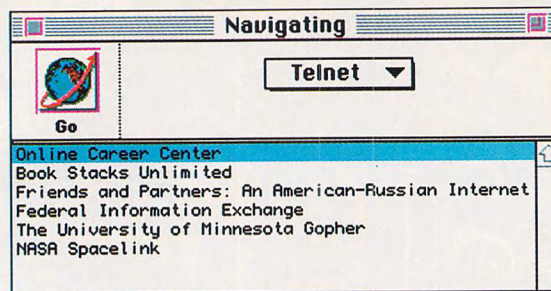 Navigating
Telnet
Go
Online Career Center
Book Stacks Unlimited
Friends and Partners: An American-Russian Internet
Federal Information Exchange
The University of Minnesota Gopher
NASA Spacelink